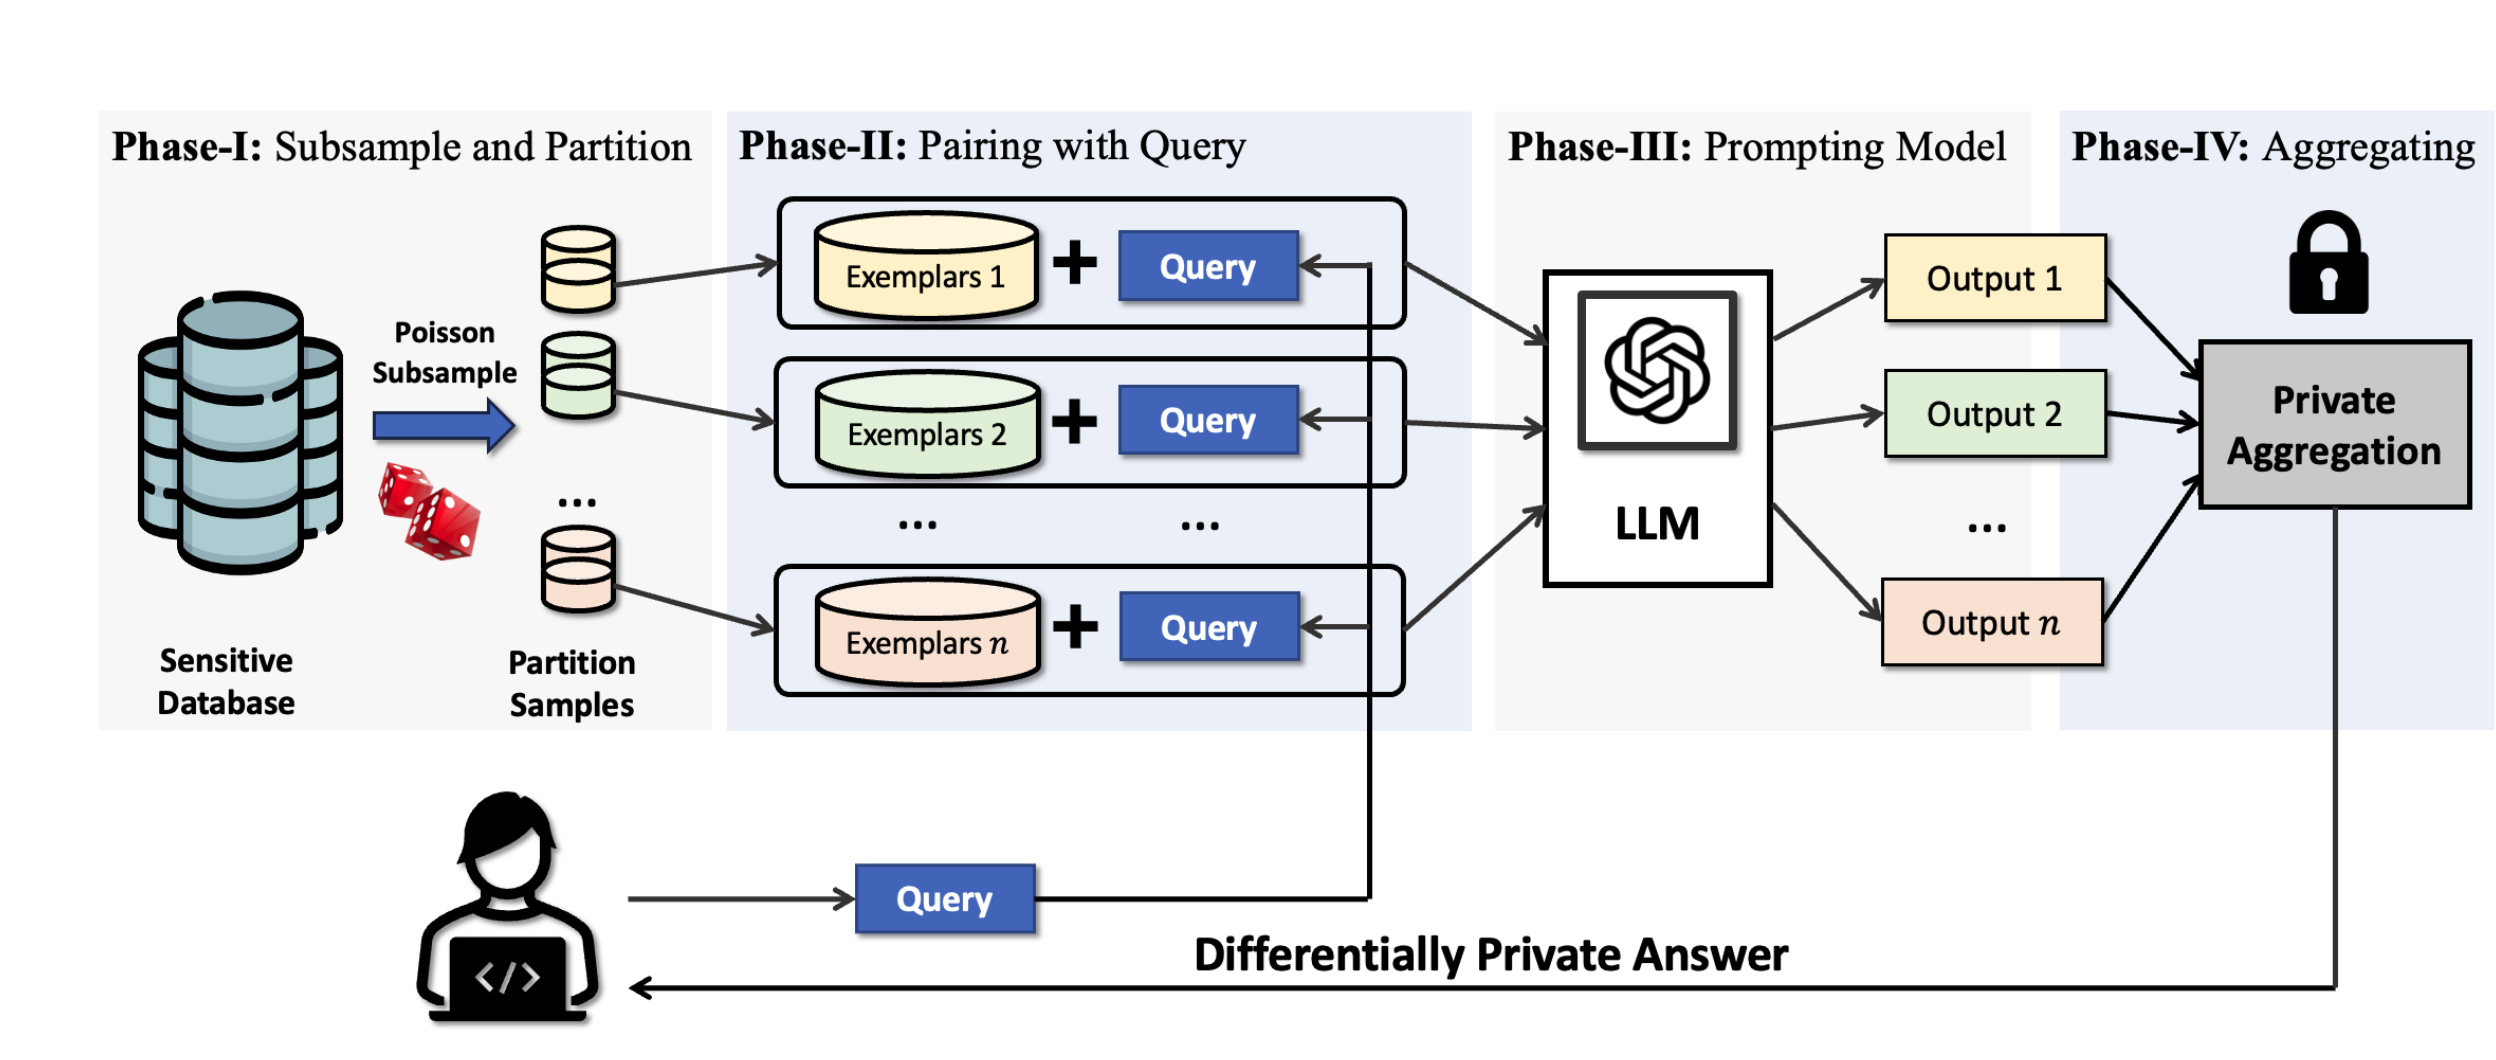 Phase-I: Subsample and Partition
Phase-II: Pairing with Query
Phase-III: Prompting Model
Phase-IV: Aggregating
Poisson
Subsample
...
Sensitive
Database
Partition
Samples
Exemplars 1 + Query
Exemplars 2 + Query
... ...
Exemplars n + Query
LLM
Output 1
Output 2
...
Output n
Private
Aggregation
</>
Query
Differentially Private Answer